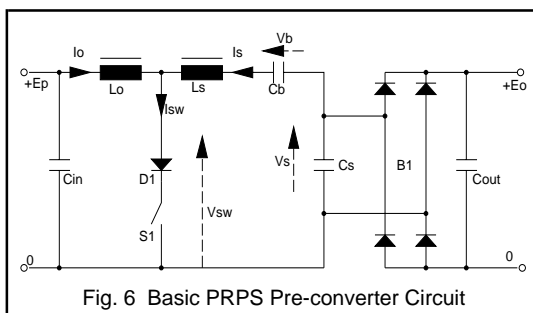 Io
Is
Vb
+Ep
Lo
Ls
Cb
+Eo
Isw
Cin
D1
Vs
Cs
B1
Cout
Vsw
S1
0
0
Fig. 6 Basic PRPS Pre-converter Circuit